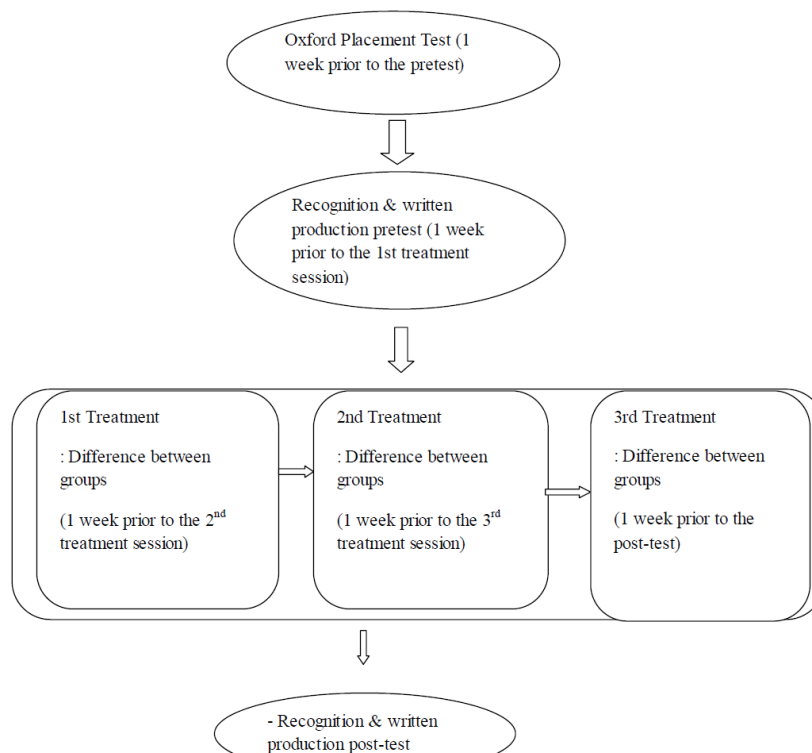 Oxford Placement Test (1
week prior to the pretest)
Recognition & written
production pretest (1 week
prior to the 1st treatment
session)
1st Treatment
: Difference between
groups
(1 week prior to the 2nd
treatment session)
2nd Treatment
: Difference between
groups
(1 week prior to the 3rd
treatment session)
3rd Treatment
: Difference between
groups
(1 week prior to the
post-test)
- Recognition & written
production post-test